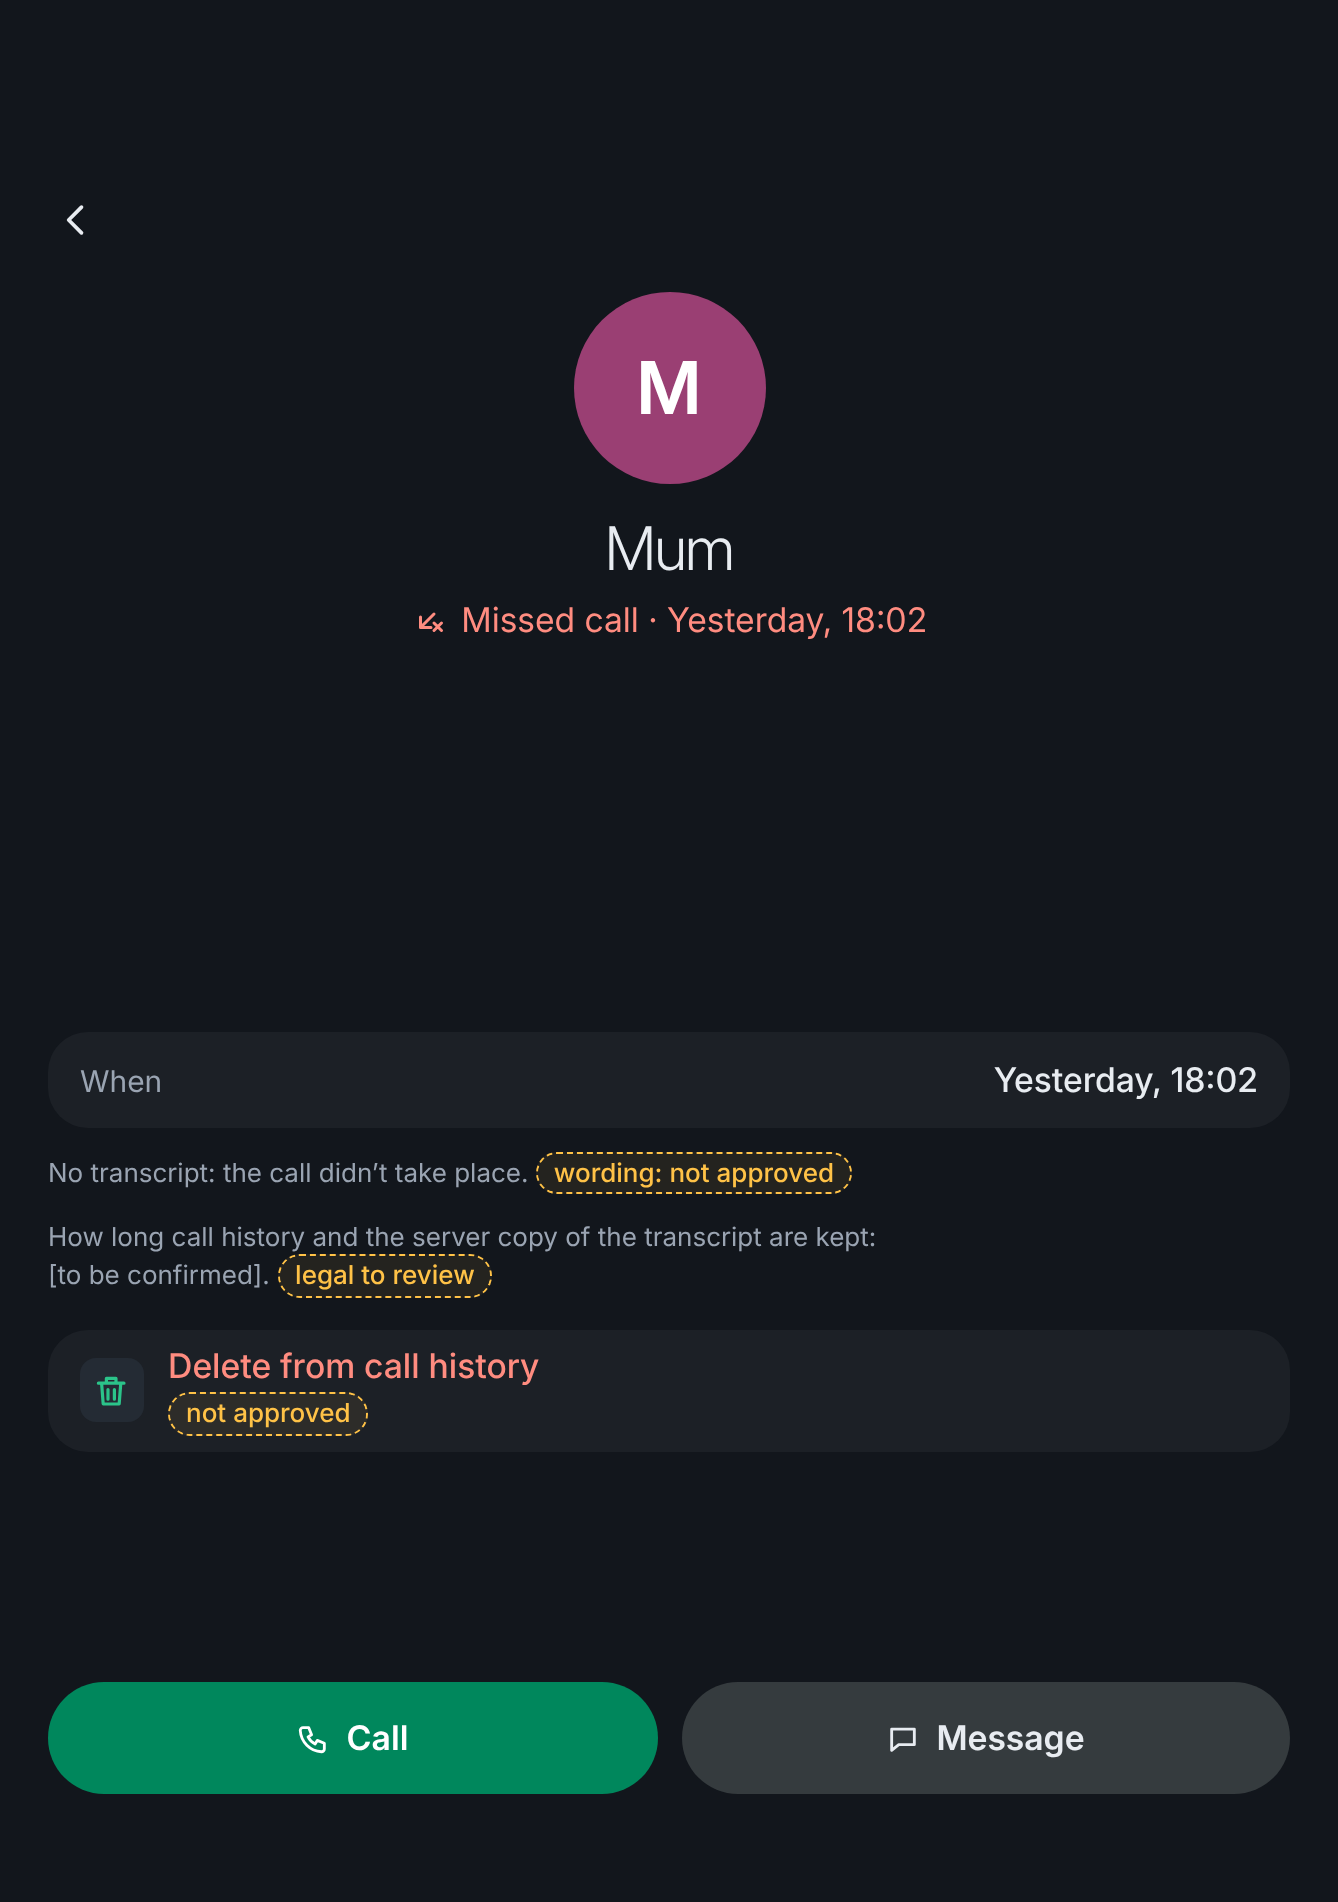 M
Mum
Missed call · Yesterday, 18:02
When Yesterday, 18:02
No transcript: the call didn’t take place. wording: not approved
How long call history and the server copy of the transcript are kept:
[to be confirmed]. legal to review
Delete from call history
not approved
Call Message